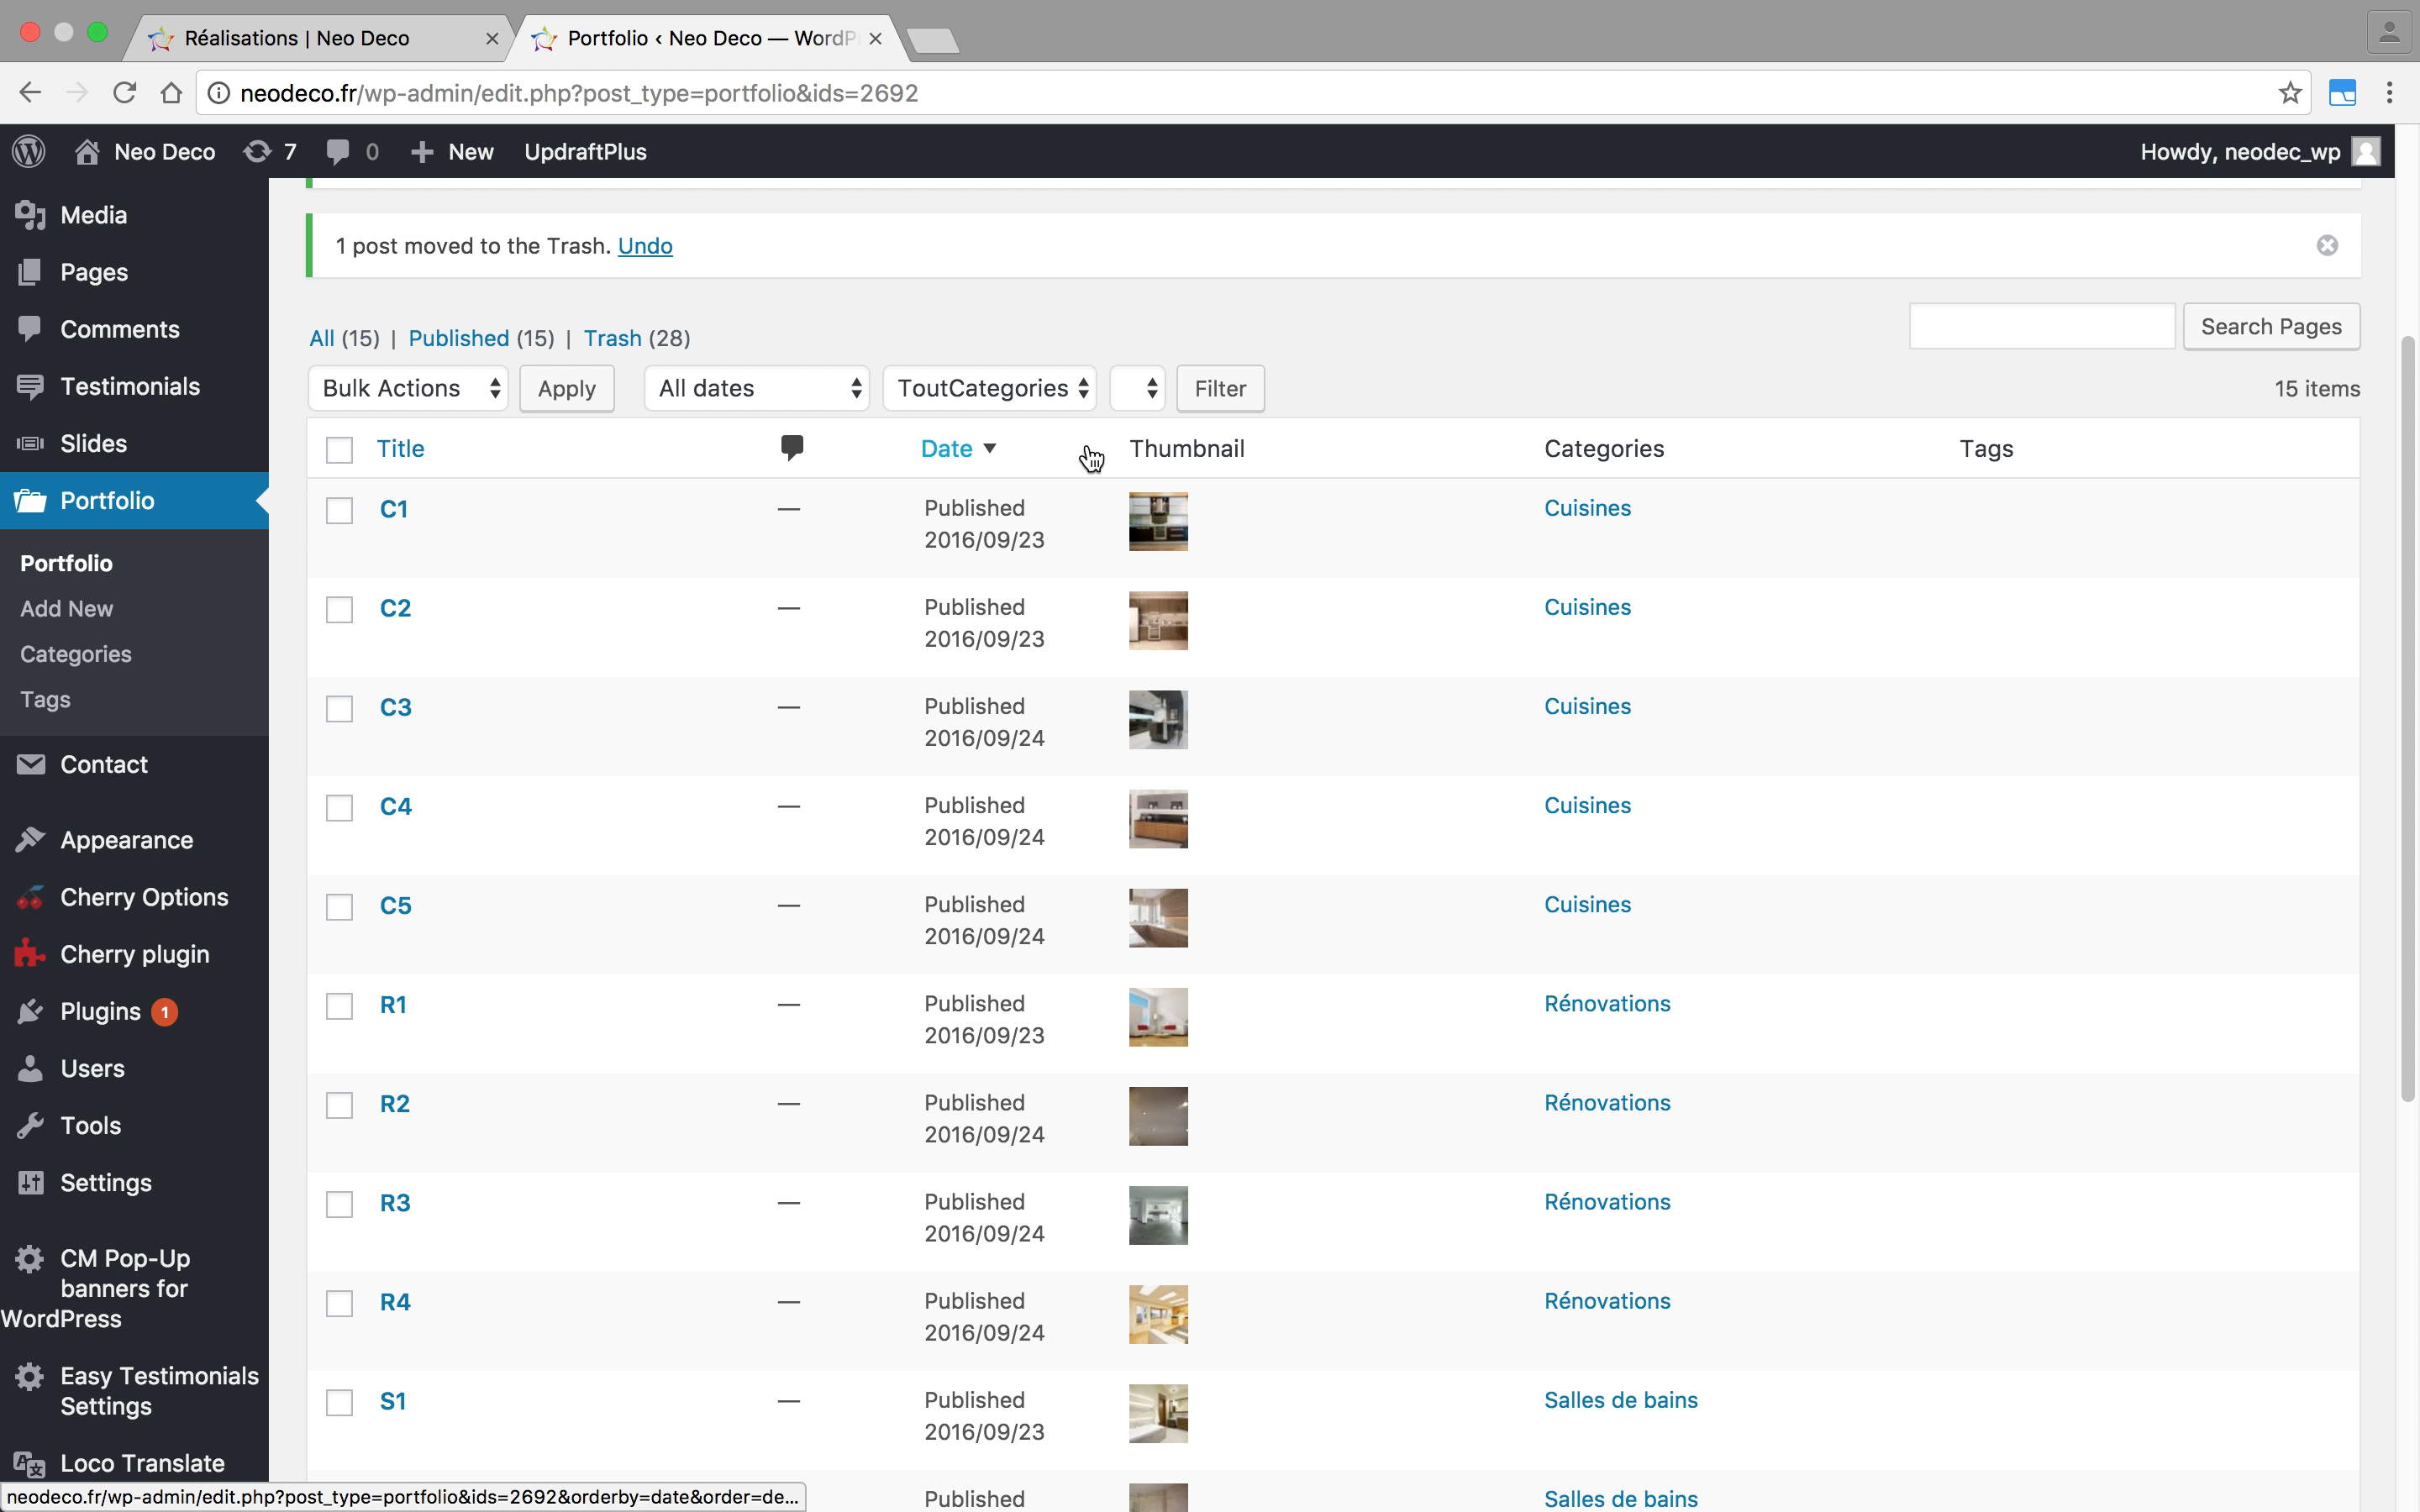 Réalisations | Neo Deco
Portfolio ‹ Neo Deco — WordPr
neodeco.fr/wp-admin/edit.php?post_type=portfolio&ids=2692
Neo Deco 7 0 New UpdraftPlus Howdy, neodec_wp
Media
Pages
Comments
Testimonials
Slides
Portfolio
Portfolio
Add New
Categories
Tags
Contact
Appearance
Cherry Options
Cherry plugin
Plugins 1
Users
Tools
Settings
CM Pop-Up
banners for
WordPress
Easy Testimonials
Settings
Loco Translate
1 post moved to the Trash. Undo
All (15) | Published (15) | Trash (28)
Search Pages
Bulk Actions Apply All dates ToutCategories Filter 15 items
Title Date Thumbnail Categories Tags
C1 — Published Cuisines
2016/09/23
C2 — Published Cuisines
2016/09/23
C3 — Published Cuisines
2016/09/24
C4 — Published Cuisines
2016/09/24
C5 — Published Cuisines
2016/09/24
R1 — Published Rénovations
2016/09/23
R2 — Published Rénovations
2016/09/24
R3 — Published Rénovations
2016/09/24
R4 — Published Rénovations
2016/09/24
S1 — Published Salles de bains
2016/09/23
Published Salles de bains
neodeco.fr/wp-admin/edit.php?post_type=portfolio&ids=2692&orderby=date&order=de...